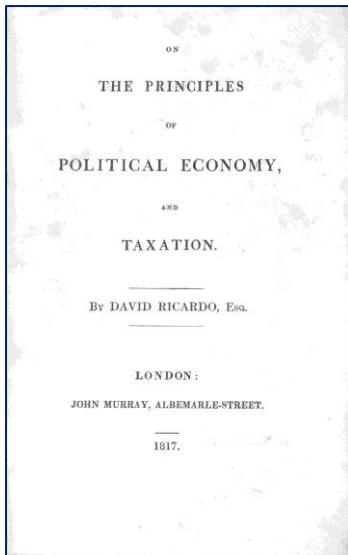 ON
THE PRINCIPLES
OF
POLITICAL ECONOMY,
AND
TAXATION.
BY DAVID RICARDO, ESQ.
LONDON:
JOHN MURRAY, ALBEMARLE-STREET.
1817.